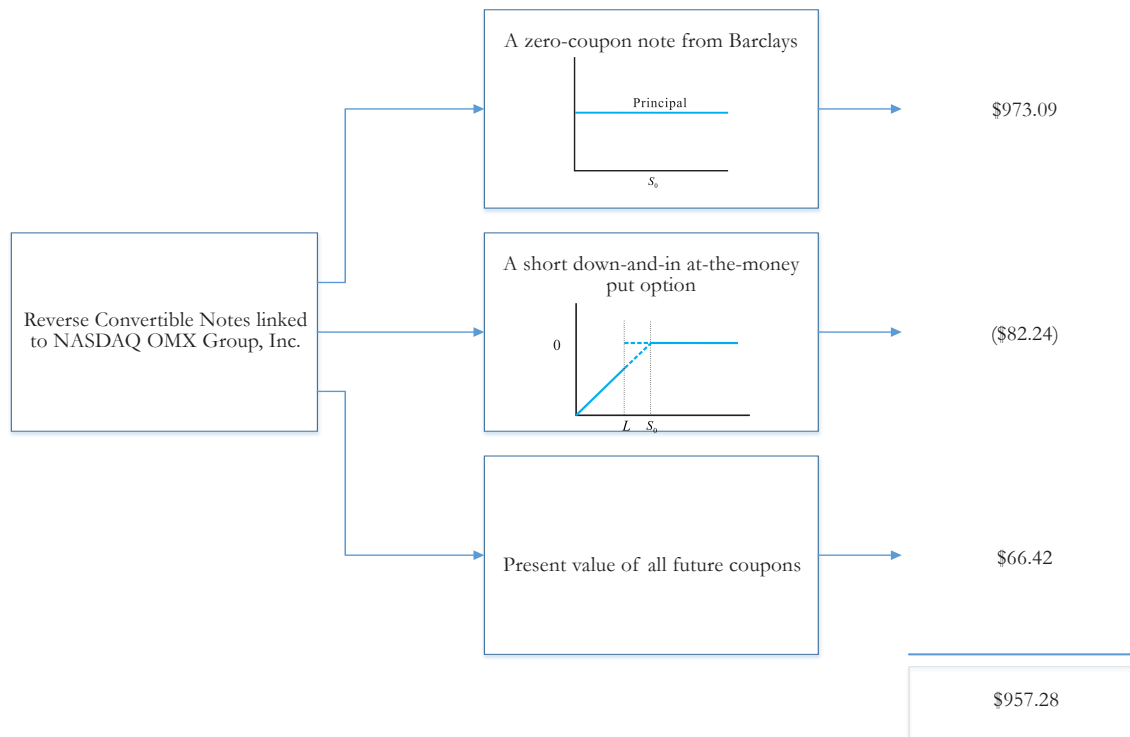 A zero-coupon note from Barclays
Principal
S₀
$973.09
Reverse Convertible Notes linked
to NASDAQ OMX Group, Inc.
A short down-and-in at-the-money
put option
0
L S₀
($82.24)
Present value of all future coupons
$66.42
$957.28